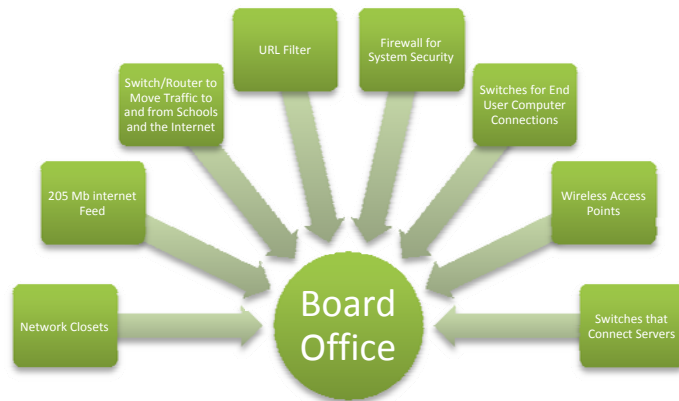 URL Filter
Firewall for
System Security
Switch/Router to
Move Traffic to
and from Schools
and the Internet
Switches for End
User Computer
Connections
205 Mb internet
Feed
Wireless Access
Points
Network Closets
Board
Office
Switches that
Connect Servers